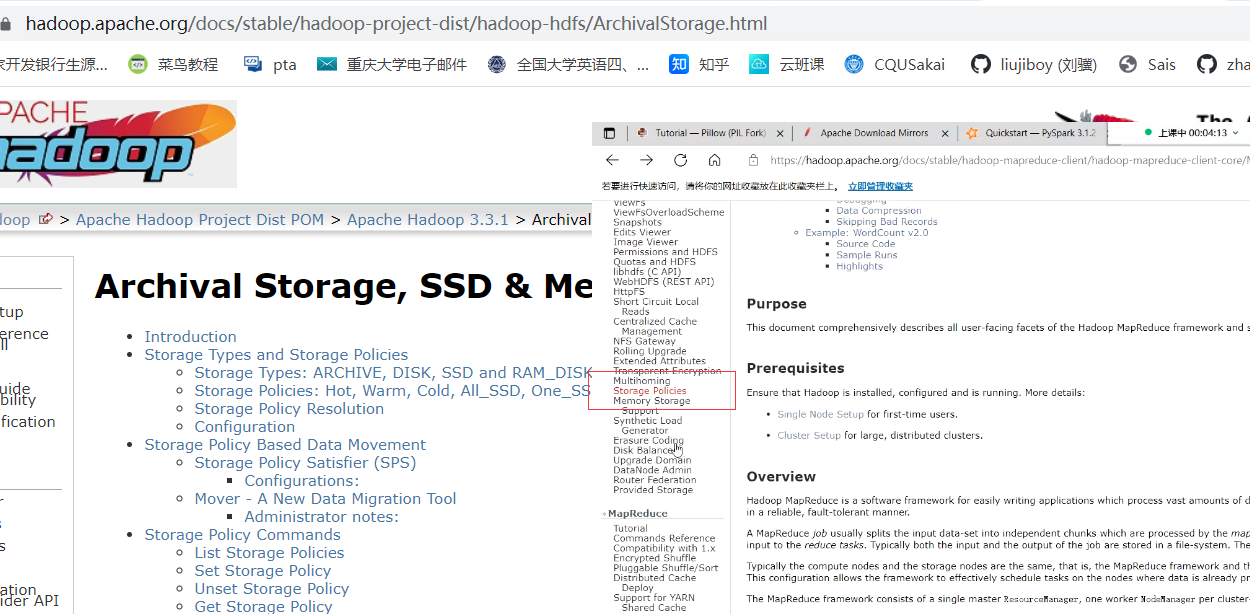 hadoop.apache.org/docs/stable/hadoop-project-dist/hadoop-hdfs/ArchivalStorage.html
家开发银行生源... 菜鸟教程 pta 重庆大学电子邮件 全国大学英语四、... 知乎 云班课 CQUSakai liujiboy (刘骥) Sais zha
APACHE
hadoop
doop > Apache Hadoop Project Dist POM > Apache Hadoop 3.3.1 > Archival
Archival Storage, SSD & Me
Introduction
Storage Types and Storage Policies
Storage Types: ARCHIVE, DISK, SSD and RAM_DISK
Storage Policies: Hot, Warm, Cold, All_SSD, One_SS
Storage Policy Resolution
Configuration
Storage Policy Based Data Movement
Storage Policy Satisfier (SPS)
Configurations:
Mover - A New Data Migration Tool
Administrator notes:
Storage Policy Commands
List Storage Policies
Set Storage Policy
Unset Storage Policy
Get Storage Policy
tup
erence
ll
uide
bility
fication
r
s
s
ation
ider API
Tutorial — Pillow (PIL Fork) Apache Download Mirrors Quickstart — PySpark 3.1.2 上课中 00:04:13
https://hadoop.apache.org/docs/stable/hadoop-mapreduce-client/hadoop-mapreduce-client-core/M
若要进行快速访问，请将你的网址收藏放在此收藏夹栏上。 立即管理收藏夹
ViewFs
ViewFsOverloadScheme
Snapshots
Edits Viewer
Image Viewer
Permissions and HDFS
Quotas and HDFS
libhdfs (C API)
WebHDFS (REST API)
HttpFS
Short Circuit Local
Reads
Centralized Cache
Management
NFS Gateway
Rolling Upgrade
Extended Attributes
Transparent Encryption
Multihoming
Storage Policies
Memory Storage
Support
Synthetic Load
Generator
Erasure Coding
Disk Balancer
Upgrade Domain
DataNode Admin
Router Federation
Provided Storage
MapReduce
Tutorial
Commands Reference
Compatibility with 1.x
Encrypted Shuffle
Pluggable Shuffle/Sort
Distributed Cache
Deploy
Support for YARN
Shared Cache
Debugging
Data Compression
Skipping Bad Records
Example: WordCount v2.0
Source Code
Sample Runs
Highlights
Purpose
This document comprehensively describes all user-facing facets of the Hadoop MapReduce framework and s
Prerequisites
Ensure that Hadoop is installed, configured and is running. More details:
Single Node Setup for first-time users.
Cluster Setup for large, distributed clusters.
Overview
Hadoop MapReduce is a software framework for easily writing applications which process vast amounts of d
in a reliable, fault-tolerant manner.
A MapReduce job usually splits the input data-set into independent chunks which are processed by the map
input to the reduce tasks. Typically both the input and the output of the job are stored in a file-system. The
Typically the compute nodes and the storage nodes are the same, that is, the MapReduce framework and th
This configuration allows the framework to effectively schedule tasks on the nodes where data is already pr
The MapReduce framework consists of a single master ResourceManager, one worker NodeManager per cluster-